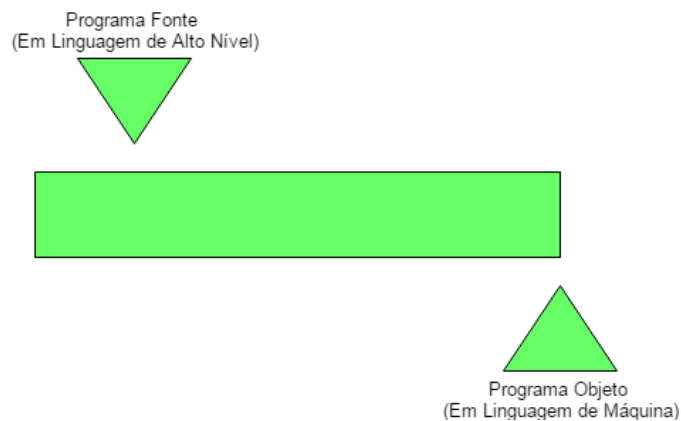 Programa Fonte
(Em Linguagem de Alto Nível)
Programa Objeto
(Em Linguagem de Máquina)